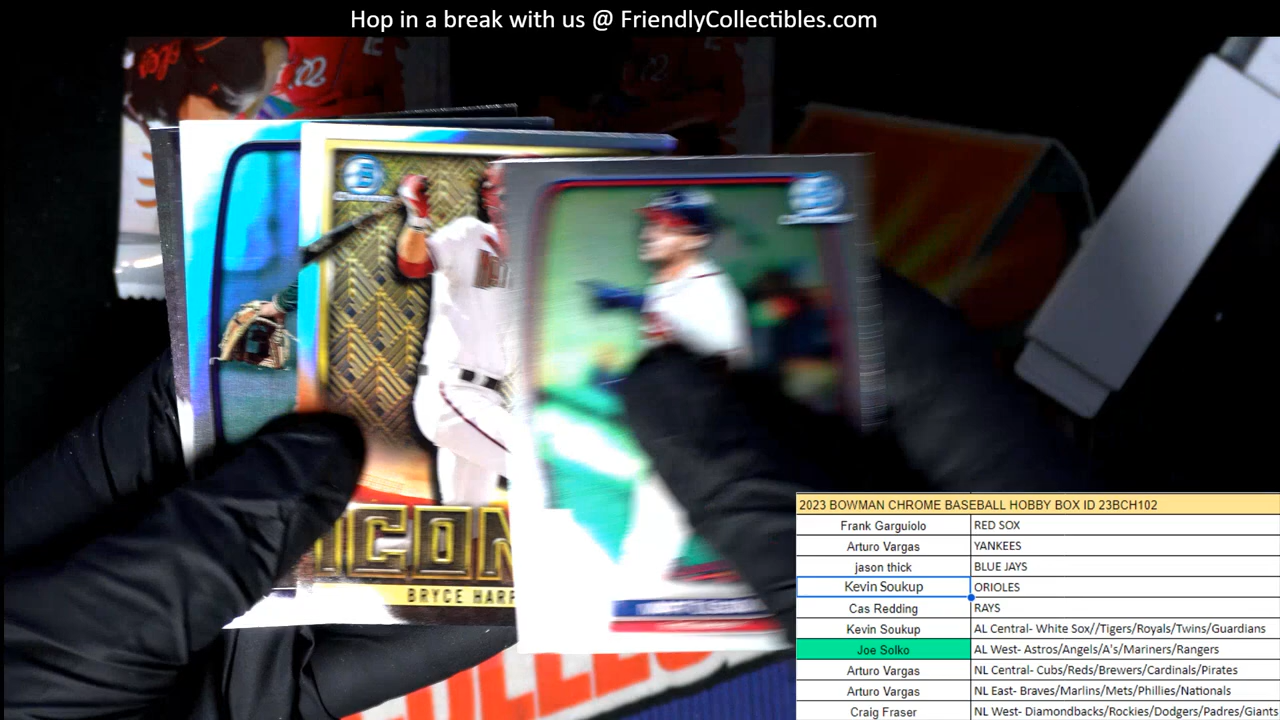 Hop in a break with us @ FriendlyCollectibles.com
ICON
BRYCE HARP
2023 BOWMAN CHROME BASEBALL HOBBY BOX ID 23BCH102
Frank Garguiolo RED SOX
Arturo Vargas YANKEES
jason thick BLUE JAYS
Kevin Soukup ORIOLES
Cas Redding RAYS
Kevin Soukup AL Central- White Sox//Tigers/Royals/Twins/Guardians
Joe Solko AL West- Astros/Angels/A's/Mariners/Rangers
Arturo Vargas NL Central- Cubs/Reds/Brewers/Cardinals/Pirates
Arturo Vargas NL East- Braves/Marlins/Mets/Phillies/Nationals
Craig Fraser NL West- Diamondbacks/Rockies/Dodgers/Padres/Giants